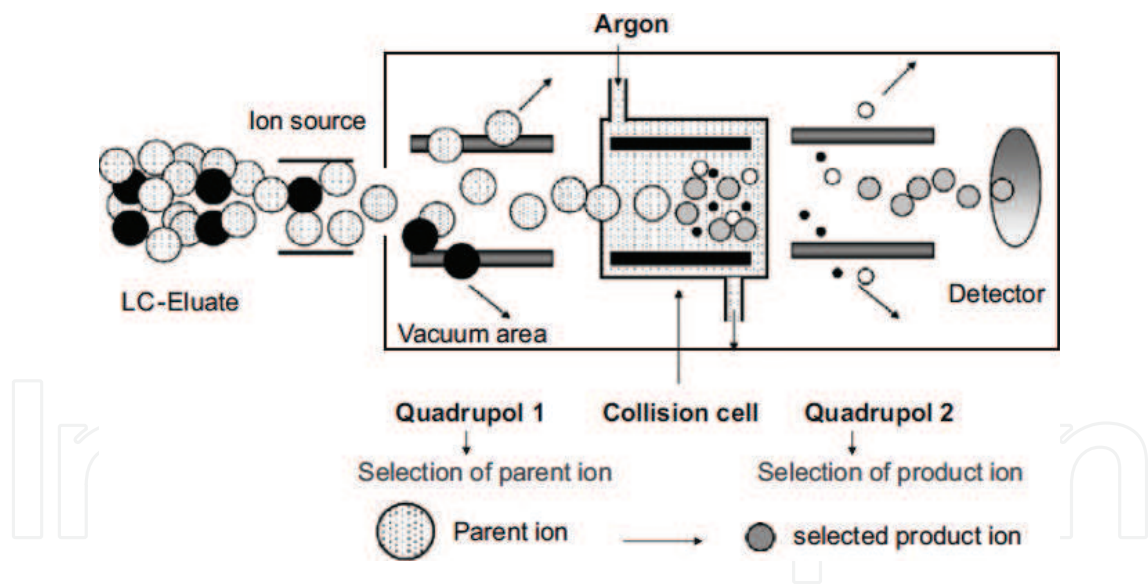 Argon
Ion source
LC-Eluate
Vacuum area
Detector
Quadrupol 1
Collision cell
Quadrupol 2
Selection of parent ion
Selection of product ion
Parent ion
selected product ion